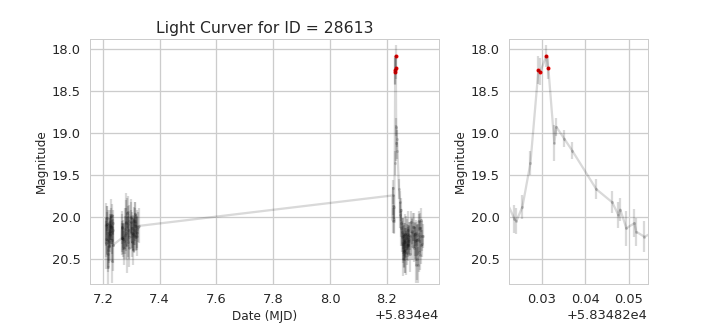 Light Curver for ID = 28613
Magnitude
18.0
18.5
19.0
19.5
20.0
20.5
7.2 7.4 7.6 7.8 8.0 8.2
Date (MJD)
+5.834e4
Magnitude
18.0
18.5
19.0
19.5
20.0
20.5
0.03 0.04 0.05
+5.83482e4